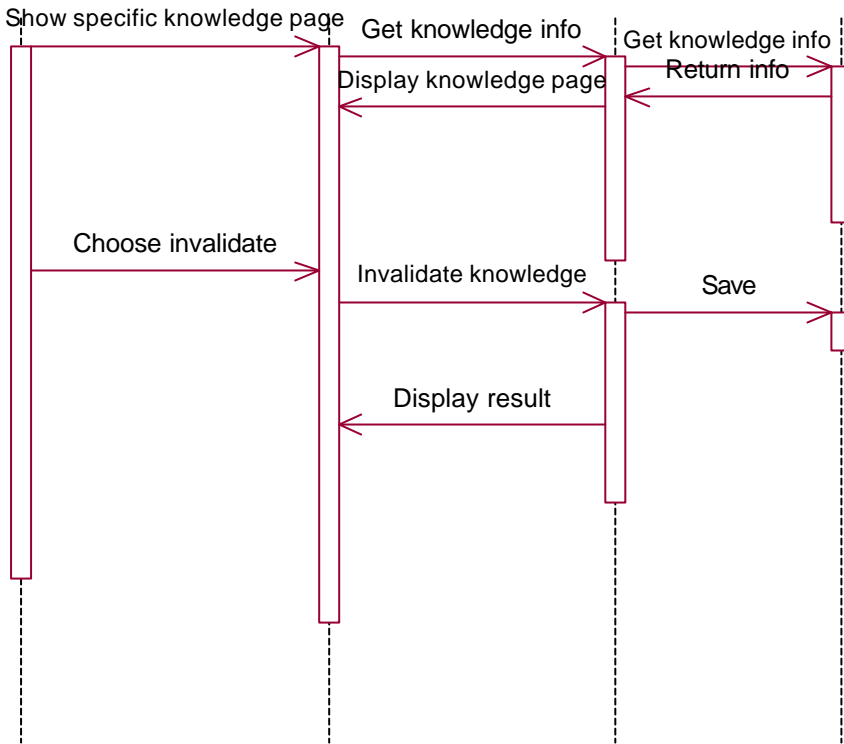 Show specific knowledge page
Get knowledge info
Get knowledge info
Return info
Display knowledge page
Choose invalidate
Invalidate knowledge
Save
Display result